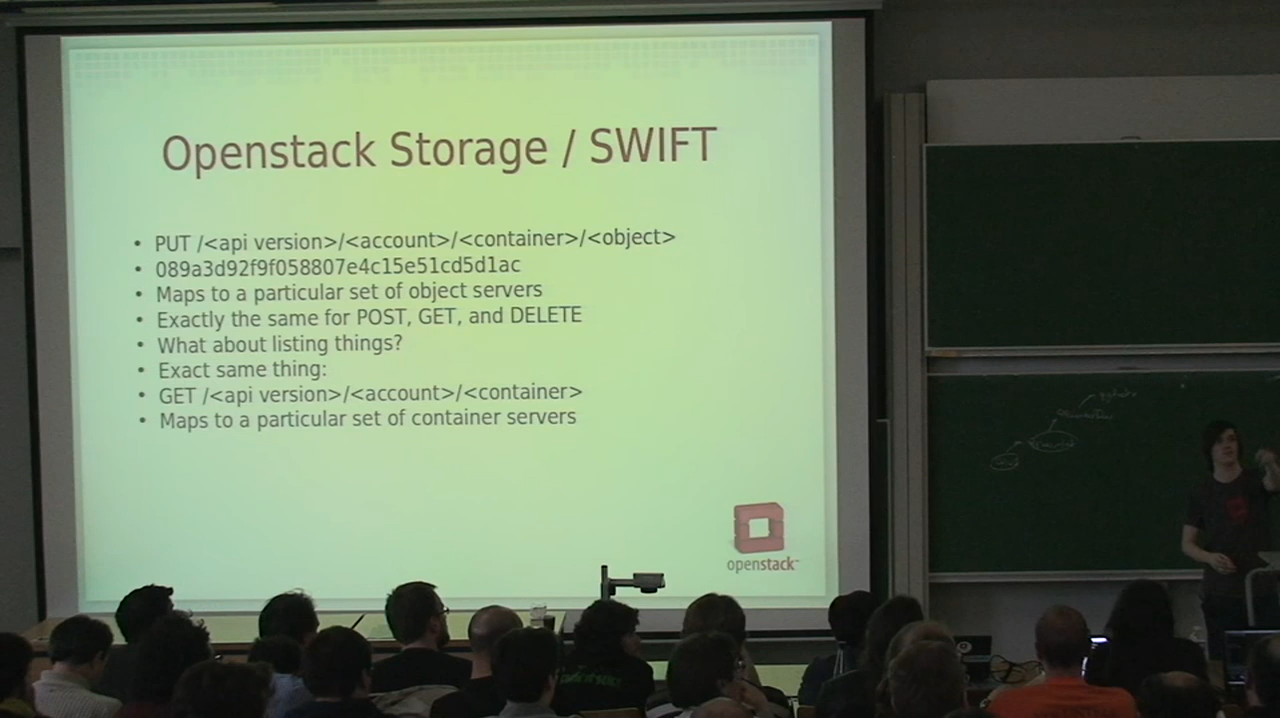 Openstack Storage / SWIFT
• PUT /<api version>/<account>/<container>/<object>
• 089a3d92f9f058807e4c15e51cd5d1ac
• Maps to a particular set of object servers
• Exactly the same for POST, GET, and DELETE
• What about listing things?
• Exact same thing:
• GET /<api version>/<account>/<container>
• Maps to a particular set of container servers
openstack™